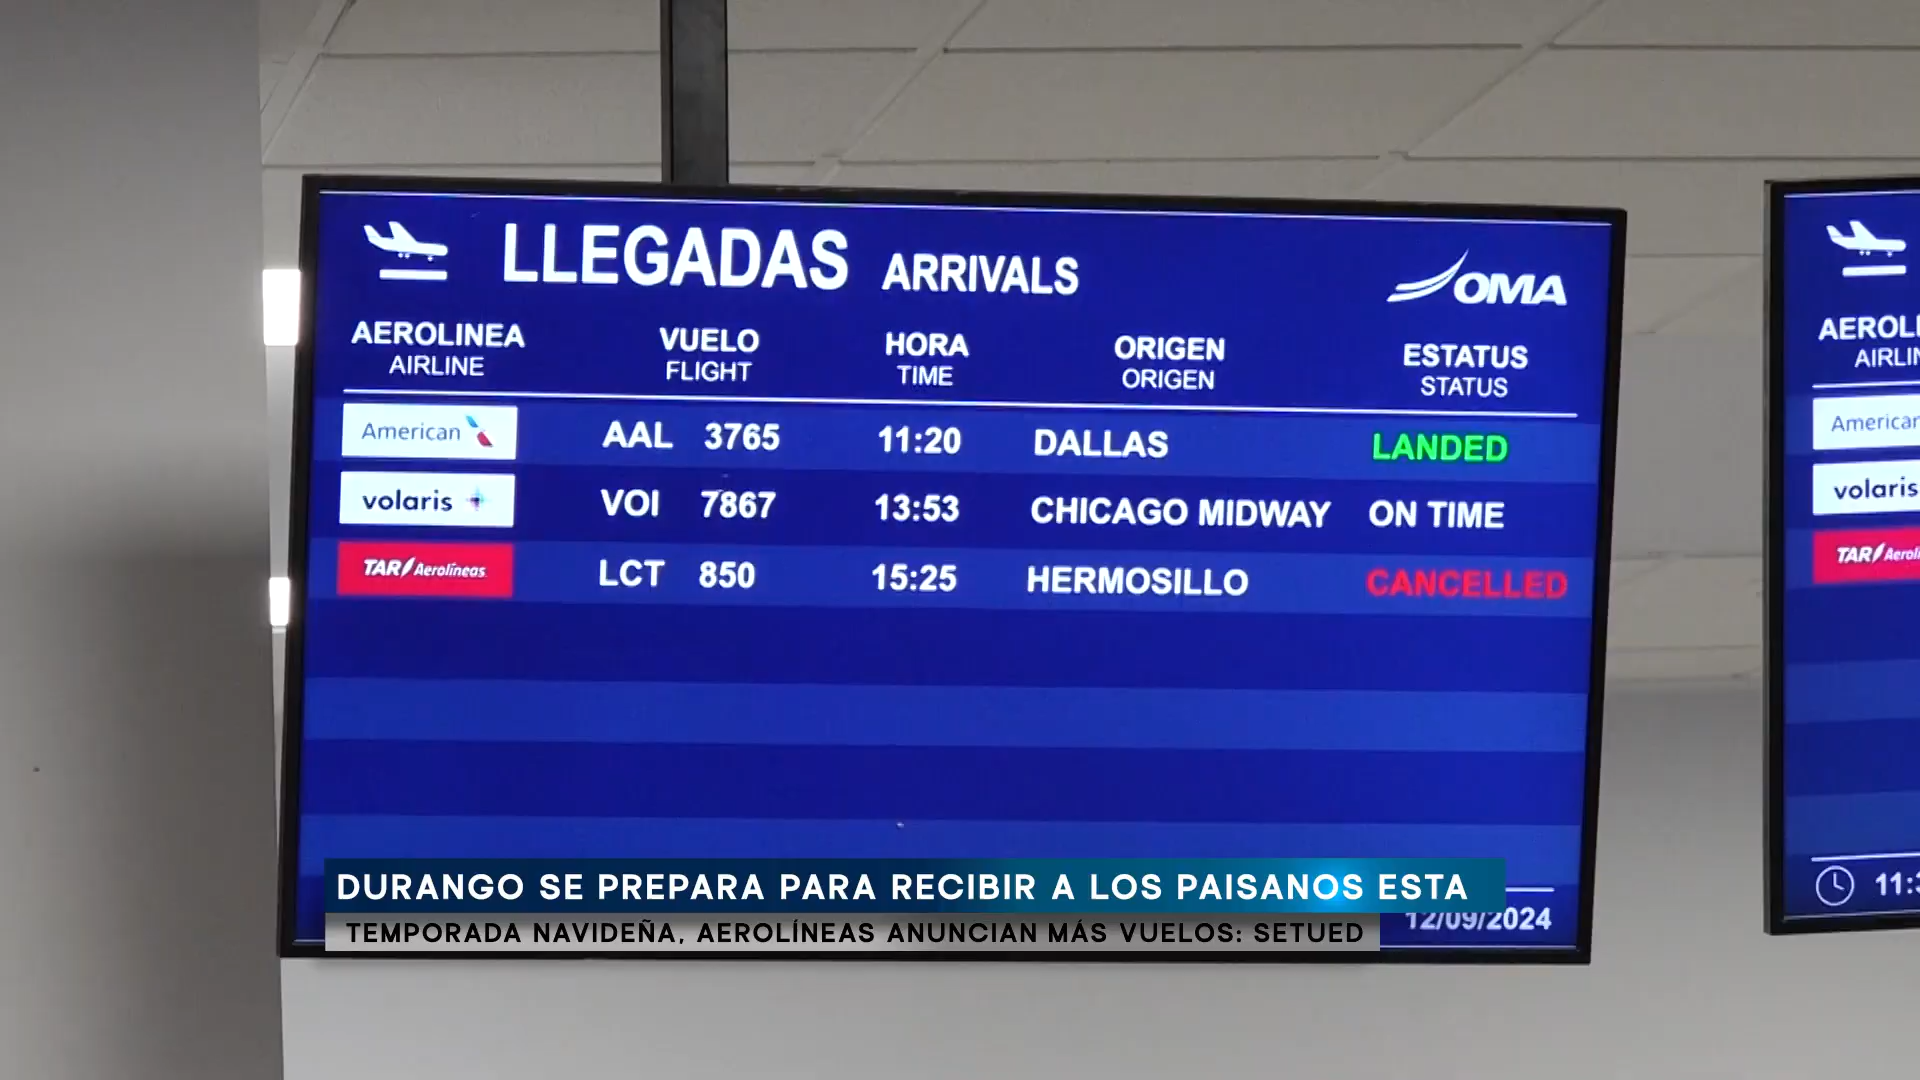 LLEGADAS ARRIVALS
OMA
AEROLINEA VUELO HORA ORIGEN ESTATUS
AIRLINE FLIGHT TIME ORIGEN STATUS
American AAL 3765 11:20 DALLAS LANDED
volaris VOI 7867 13:53 CHICAGO MIDWAY ON TIME
TAR Aerolíneas LCT 850 15:25 HERMOSILLO CANCELLED
12/09/2024
American
volaris
TAR
DURANGO SE PREPARA PARA RECIBIR A LOS PAISANOS ESTA
TEMPORADA NAVIDEÑA, AEROLÍNEAS ANUNCIAN MÁS VUELOS: SETUED